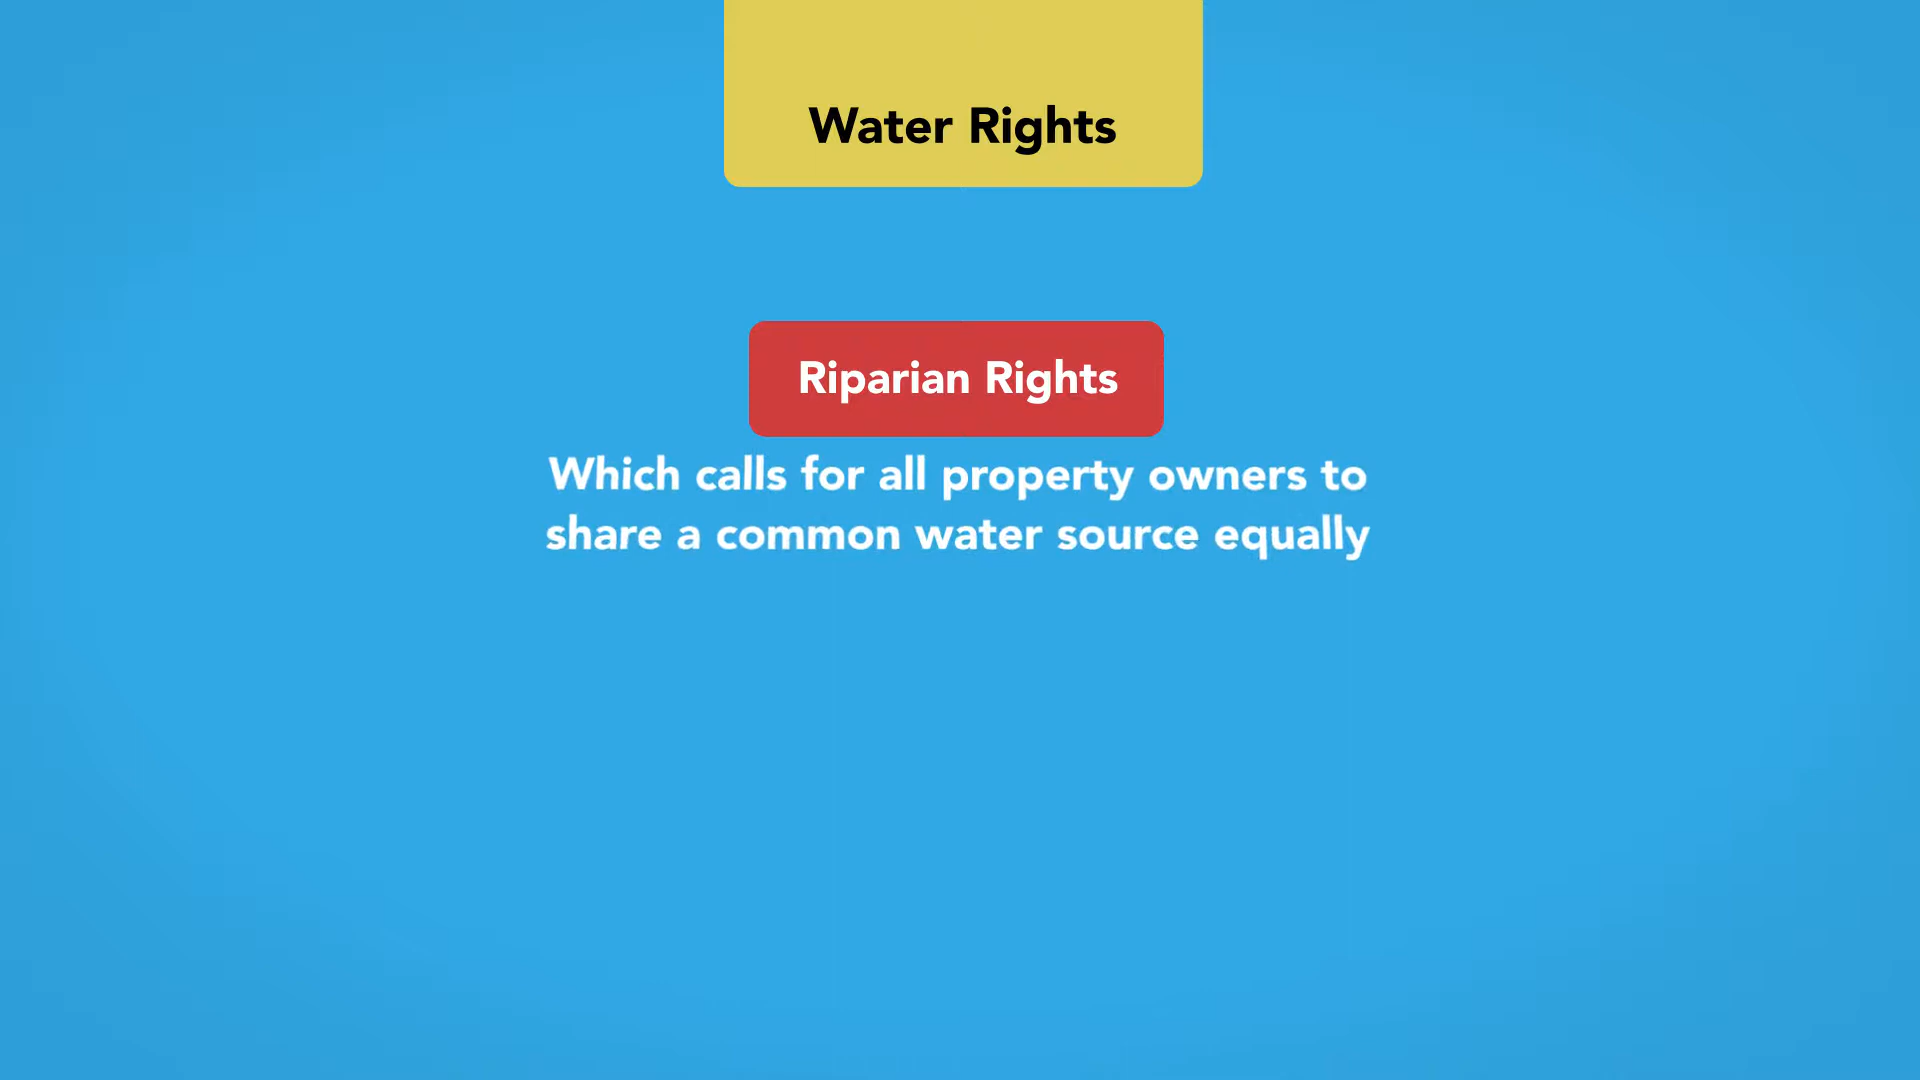 Water Rights
Riparian Rights
Which calls for all property owners to
share a common water source equally